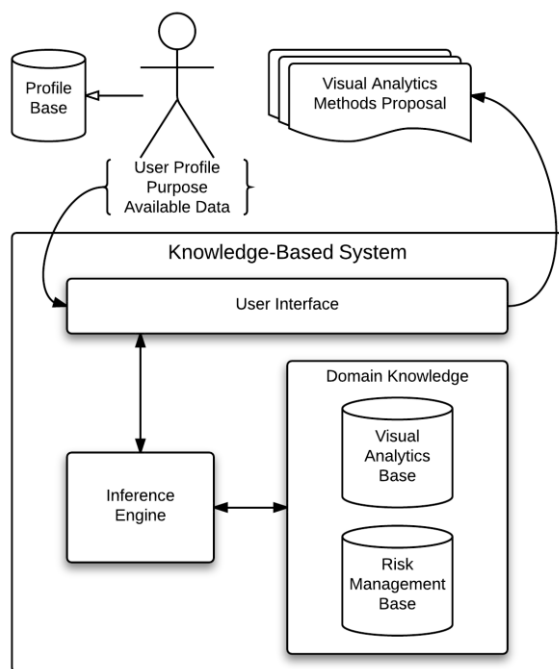 Profile
Base
Visual Analytics
Methods Proposal
User Profile
Purpose
Available Data
Knowledge-Based System
User Interface
Domain Knowledge
Visual
Analytics
Base
Inference
Engine
Risk
Management
Base